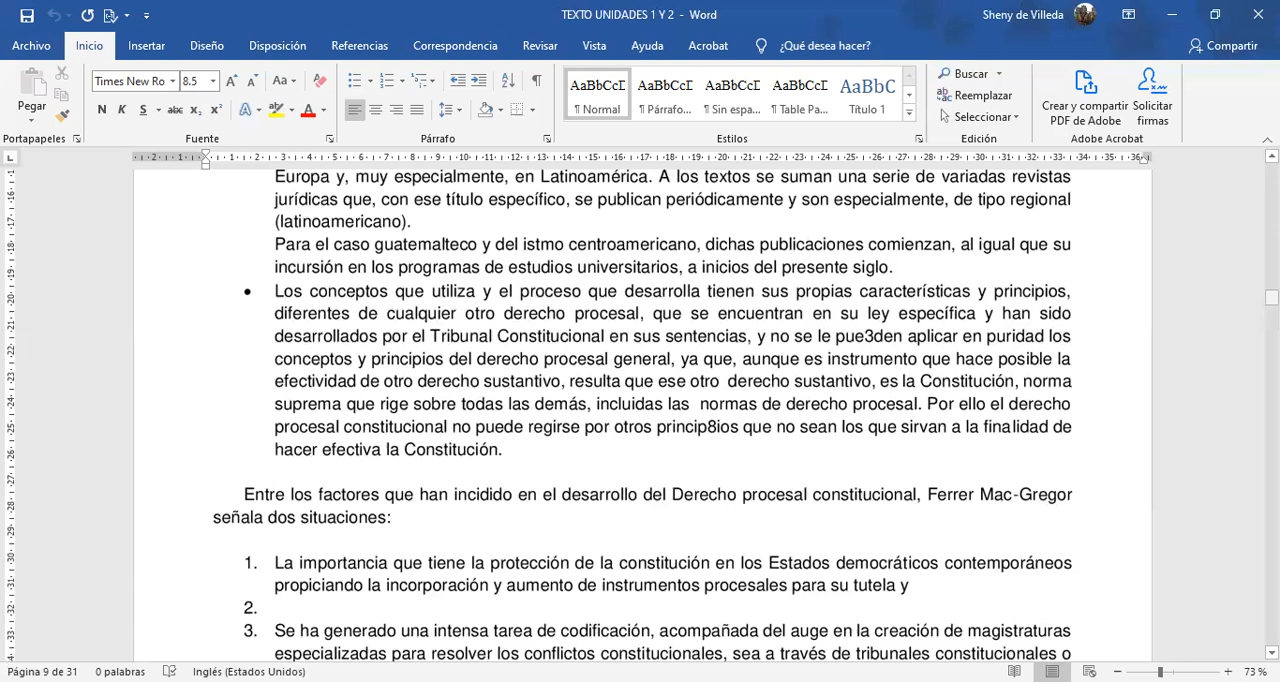 TEXTO UNIDADES 1 Y 2 - Word
Sheny de Villeda
Archivo Inicio Insertar Diseño Disposición Referencias Correspondencia Revisar Vista Ayuda Acrobat ¿Qué desea hacer? Compartir
Times New Ro 8.5 Aa
Pegar
N K S abc x₂ x² A ab A
AaBbCcI AaBbCcI AaBbCcI AaBbCcI AaBbC
¶ Normal ¶ Párrafo... ¶ Sin espa... ¶ Table Pa... Título 1
Buscar
Reemplazar
Seleccionar
Crear y compartir PDF de Adobe
Solicitar firmas
Portapapeles Fuente Párrafo Estilos Edición Adobe Acrobat
Europa y, muy especialmente, en Latinoamérica. A los textos se suman una serie de variadas revistas
jurídicas que, con ese título específico, se publican periódicamente y son especialmente, de tipo regional
(latinoamericano).
Para el caso guatemalteco y del istmo centroamericano, dichas publicaciones comienzan, al igual que su
incursión en los programas de estudios universitarios, a inicios del presente siglo.
• Los conceptos que utiliza y el proceso que desarrolla tienen sus propias características y principios,
diferentes de cualquier otro derecho procesal, que se encuentran en su ley específica y han sido
desarrollados por el Tribunal Constitucional en sus sentencias, y no se le pue3den aplicar en puridad los
conceptos y principios del derecho procesal general, ya que, aunque es instrumento que hace posible la
efectividad de otro derecho sustantivo, resulta que ese otro derecho sustantivo, es la Constitución, norma
suprema que rige sobre todas las demás, incluidas las normas de derecho procesal. Por ello el derecho
procesal constitucional no puede regirse por otros princip8ios que no sean los que sirvan a la finalidad de
hacer efectiva la Constitución.
Entre los factores que han incidido en el desarrollo del Derecho procesal constitucional, Ferrer Mac-Gregor
señala dos situaciones:
1. La importancia que tiene la protección de la constitución en los Estados democráticos contemporáneos
propiciando la incorporación y aumento de instrumentos procesales para su tutela y
2.
3. Se ha generado una intensa tarea de codificación, acompañada del auge en la creación de magistraturas
especializadas para resolver los conflictos constitucionales, sea a través de tribunales constitucionales o
Página 9 de 31 0 palabras Inglés (Estados Unidos) 73 %